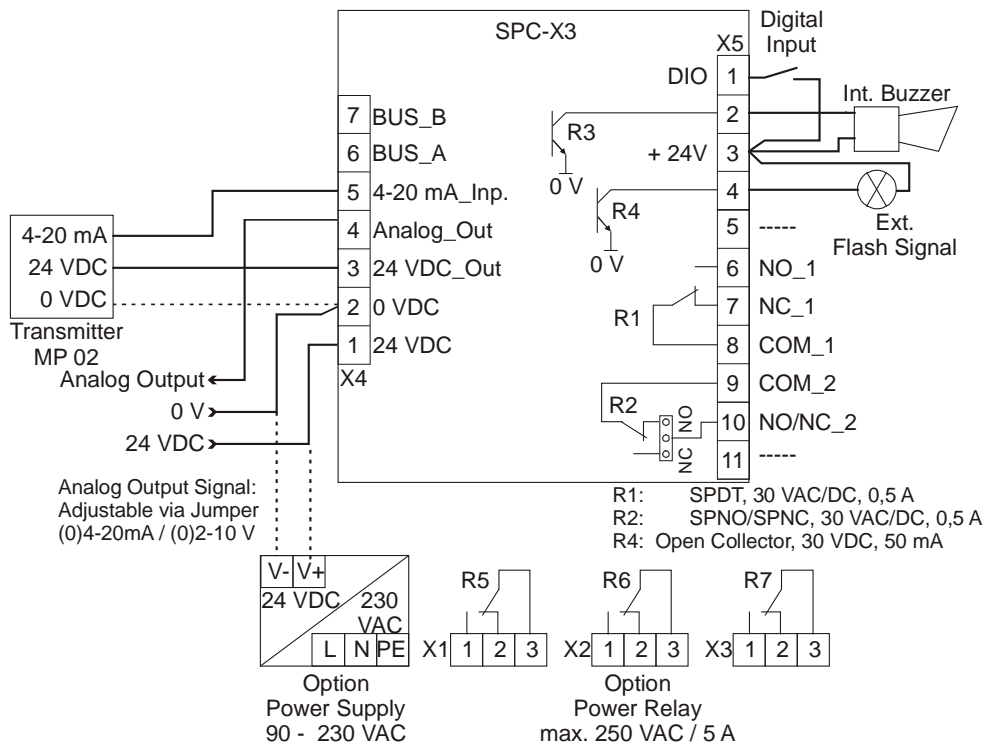 SPC-X3
X5
Digital
Input
DIO 1
2
Int. Buzzer
R3
+ 24V 3
0 V
R4
4
0 V
Ext.
Flash Signal
5 -----
6 NO_1
7 NC_1
R1
8 COM_1
9 COM_2
R2
NO
10 NO/NC_2
NC
11 -----
7 BUS_B
6 BUS_A
5 4-20 mA_Inp.
4 Analog_Out
3 24 VDC_Out
2 0 VDC
1 24 VDC
X4
4-20 mA
24 VDC
0 VDC
Transmitter
MP 02
Analog Output
0 V
24 VDC
Analog Output Signal:
Adjustable via Jumper
(0)4-20mA / (0)2-10 V
R1: SPDT, 30 VAC/DC, 0,5 A
R2: SPNO/SPNC, 30 VAC/DC, 0,5 A
R4: Open Collector, 30 VDC, 50 mA
V- V+
24 VDC
230
VAC
L N PE
Option
Power Supply
90 - 230 VAC
R5
X1 1 2 3
R6
X2 1 2 3
R7
X3 1 2 3
Option
Power Relay
max. 250 VAC / 5 A